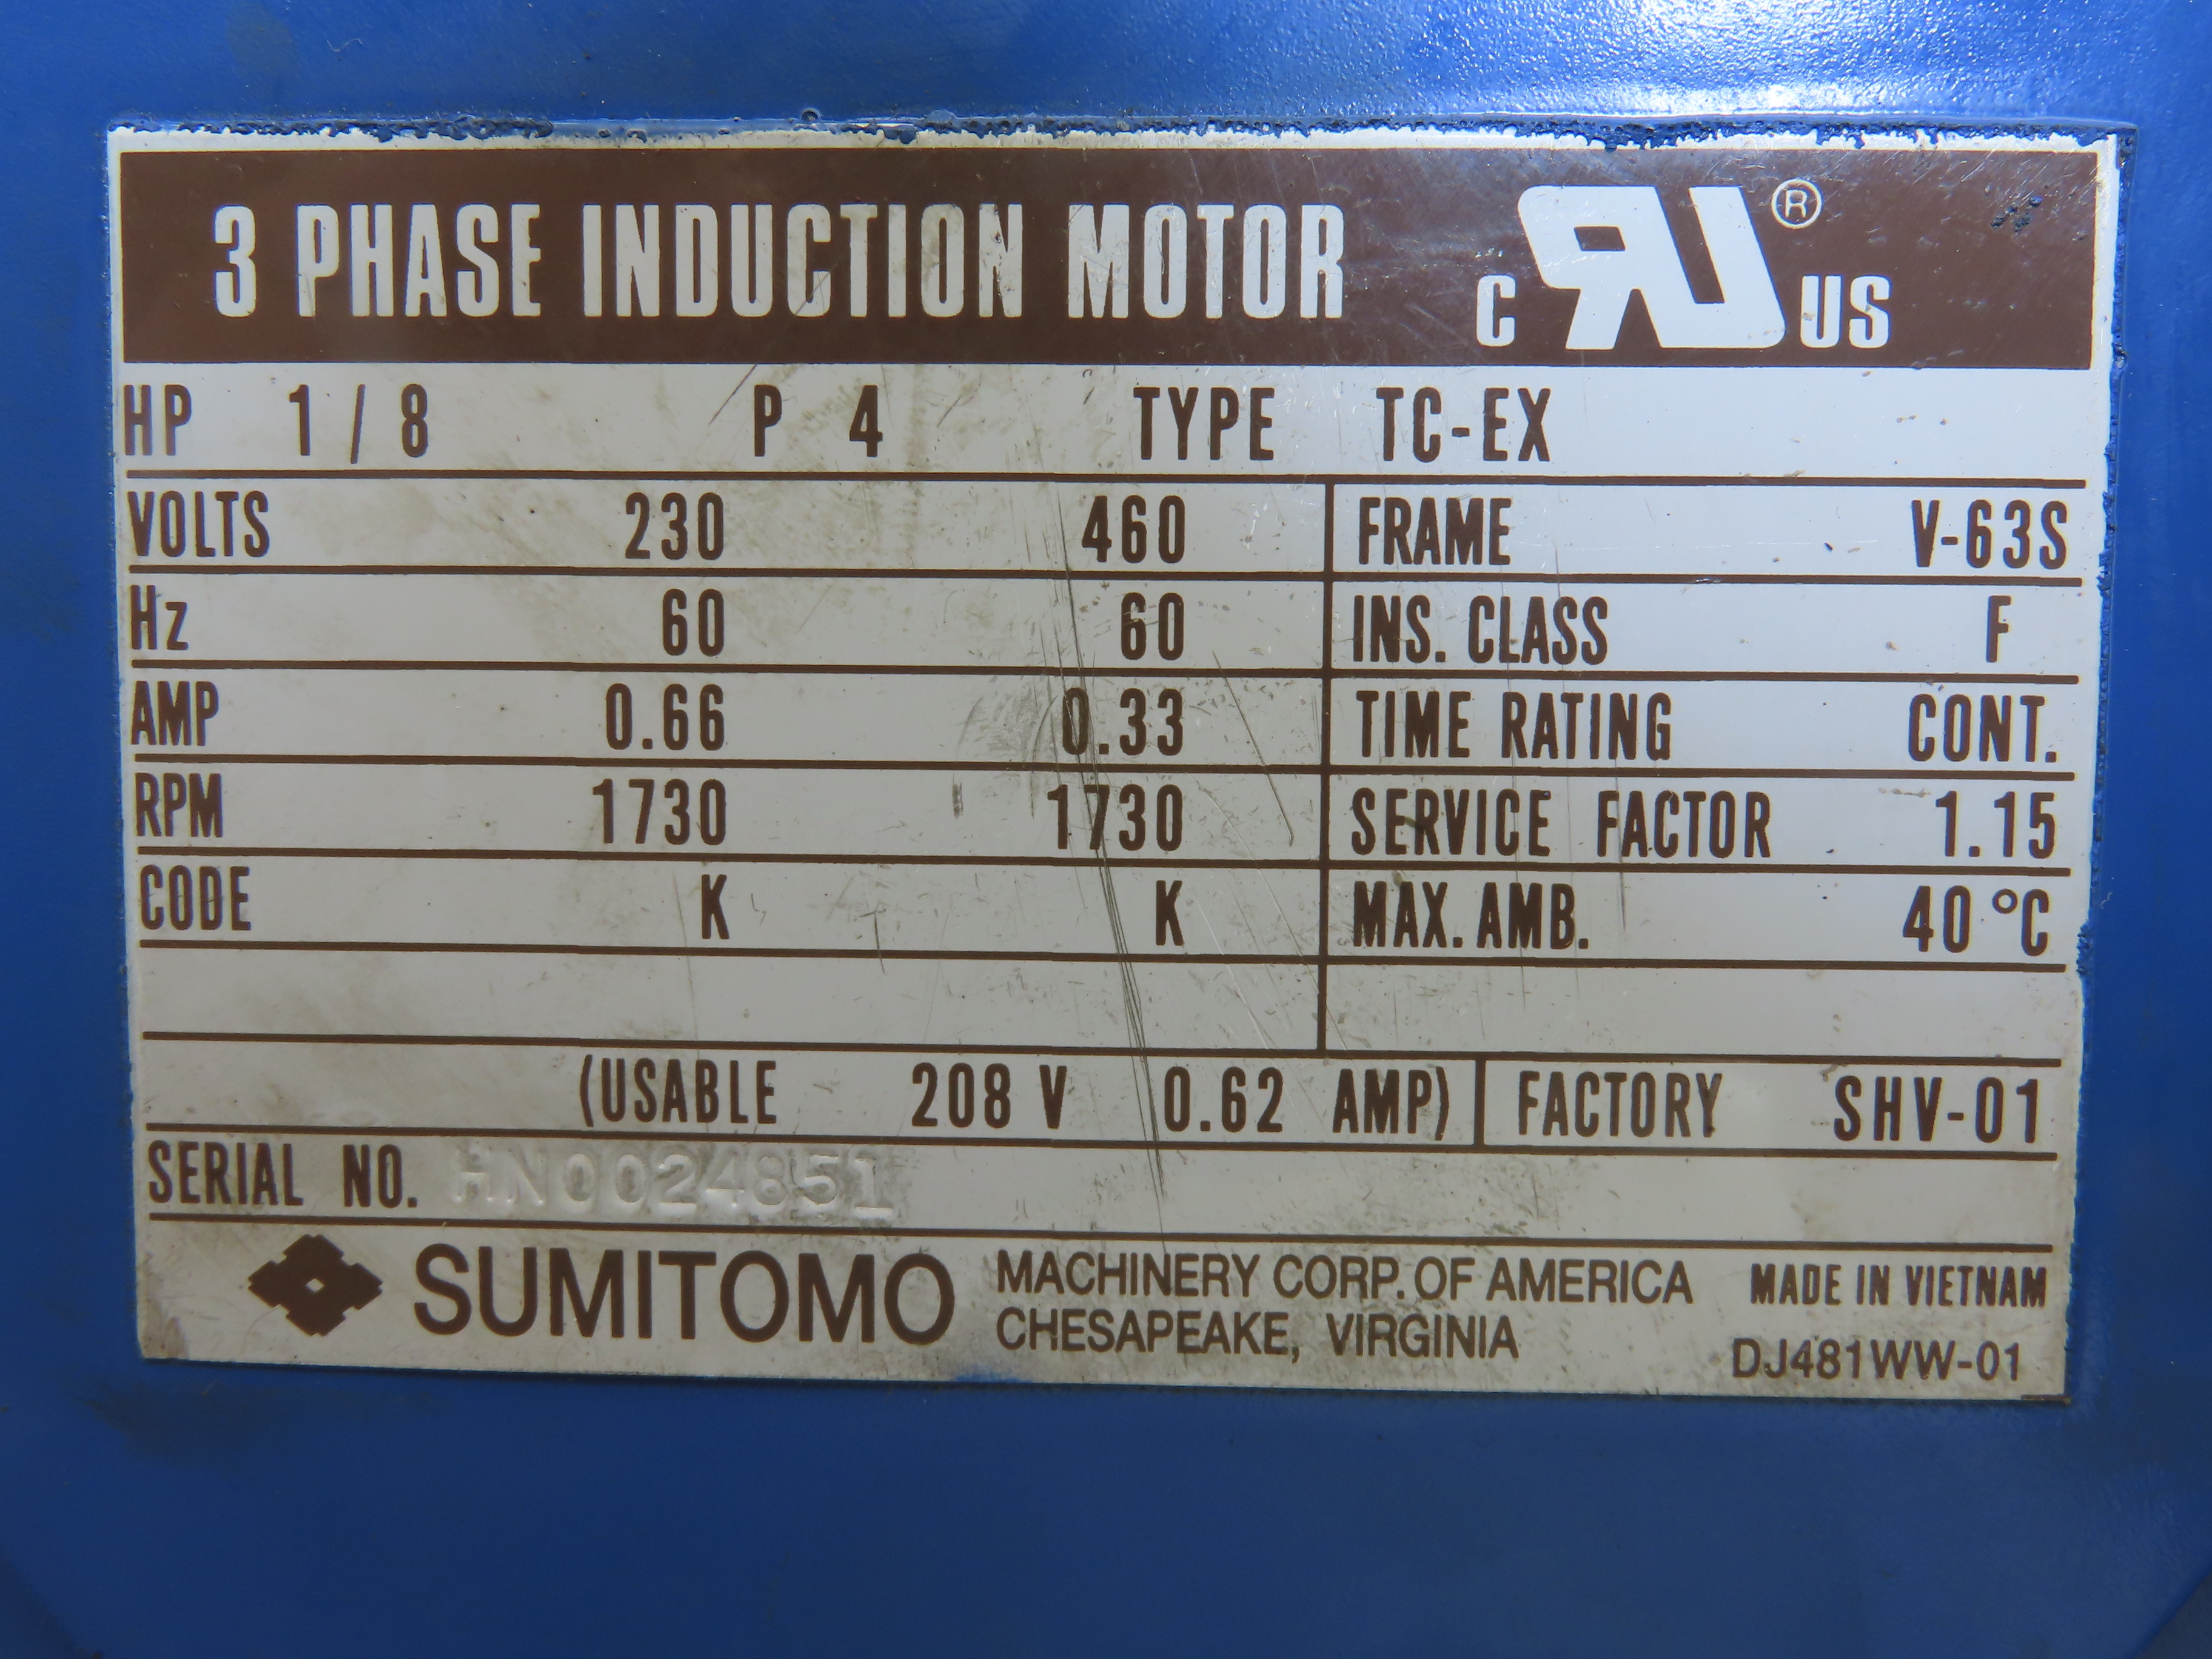 3 PHASE INDUCTION MOTOR C RU® US
HP 1/8 P 4 TYPE TC-EX
VOLTS 230 460 FRAME V-63S
Hz 60 60 INS. CLASS F
AMP 0.66 0.33 TIME RATING CONT.
RPM 1730 1730 SERVICE FACTOR 1.15
CODE K K MAX. AMB. 40 °C
(USABLE 208 V 0.62 AMP) FACTORY SHV-01
SERIAL NO. HN0024851
SUMITOMO MACHINERY CORP. OF AMERICA MADE IN VIETNAM
CHESAPEAKE, VIRGINIA DJ481WW-01